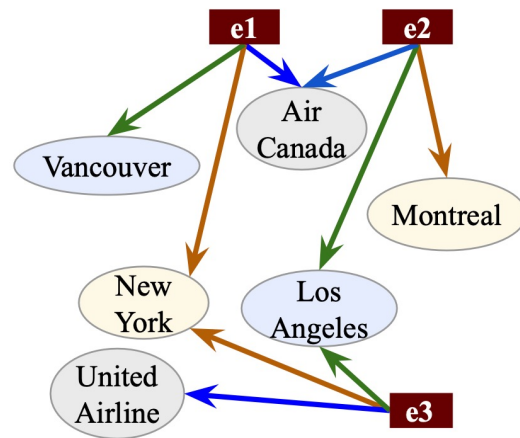 e1
e2
Air
Canada
Vancouver
Montreal
New
York
Los
Angeles
United
Airline
e3